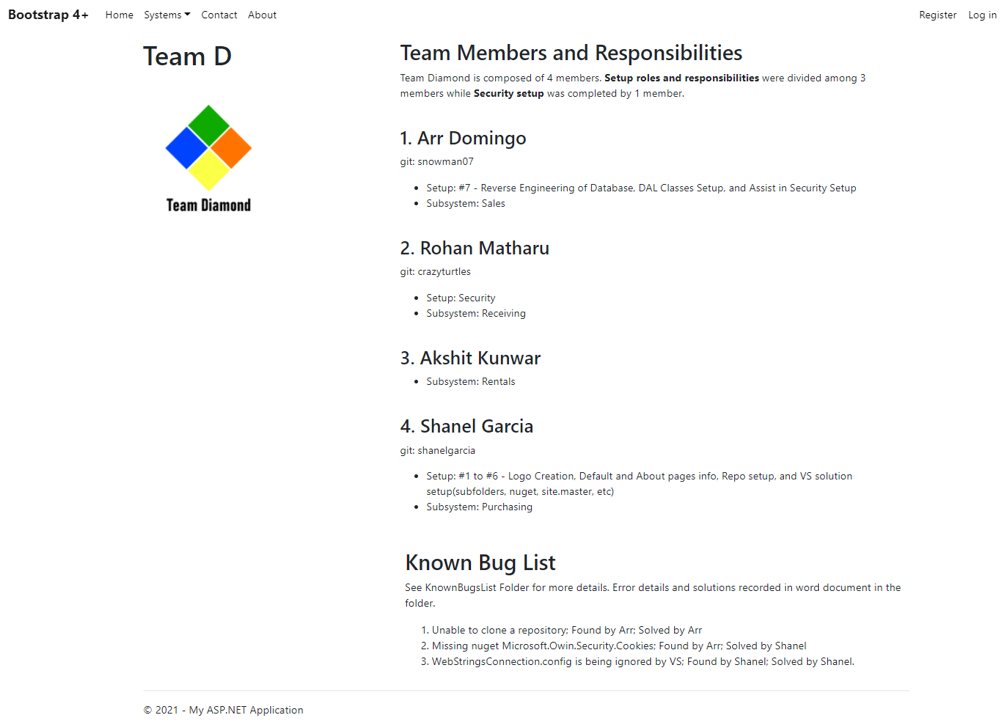 Bootstrap 4+ Home Systems Contact About Register Log in
Team D
Team Diamond
Team Members and Responsibilities
Team Diamond is composed of 4 members. Setup roles and responsibilities were divided among 3
members while Security setup was completed by 1 member.
1. Arr Domingo
git: snowman07
• Setup: #7 - Reverse Engineering of Database, DAL Classes Setup, and Assist in Security Setup
• Subsystem: Sales
2. Rohan Matharu
git: crazyturtles
• Setup: Security
• Subsystem: Receiving
3. Akshit Kunwar
• Subsystem: Rentals
4. Shanel Garcia
git: shanelgarcia
• Setup: #1 to #6 - Logo Creation, Default and About pages info, Repo setup, and VS solution
setup(subfolders, nuget, site.master, etc)
• Subsystem: Purchasing
Known Bug List
See KnownBugsList Folder for more details. Error details and solutions recorded in word document in the
folder.
1. Unable to clone a repository; Found by Arr; Solved by Arr
2. Missing nuget Microsoft.Owin.Security.Cookies; Found by Arr; Solved by Shanel
3. WebStringsConnection.config is being ignored by VS; Found by Shanel; Solved by Shanel.
© 2021 - My ASP.NET Application